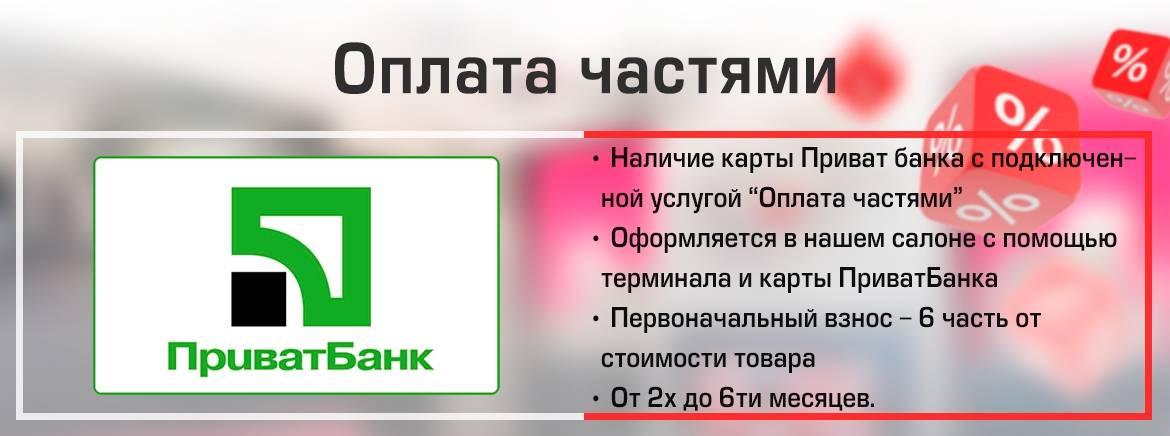 Оплата частями
ПриватБанк
• Наличие карты Приват банка с подключен–
ной услугой “Оплата частями”
• Оформляется в нашем салоне с помощью
терминала и карты ПриватБанка
• Первоначальный взнос – 6 часть от
стоимости товара
• От 2х до 6ти месяцев.
%
%
%
%
%